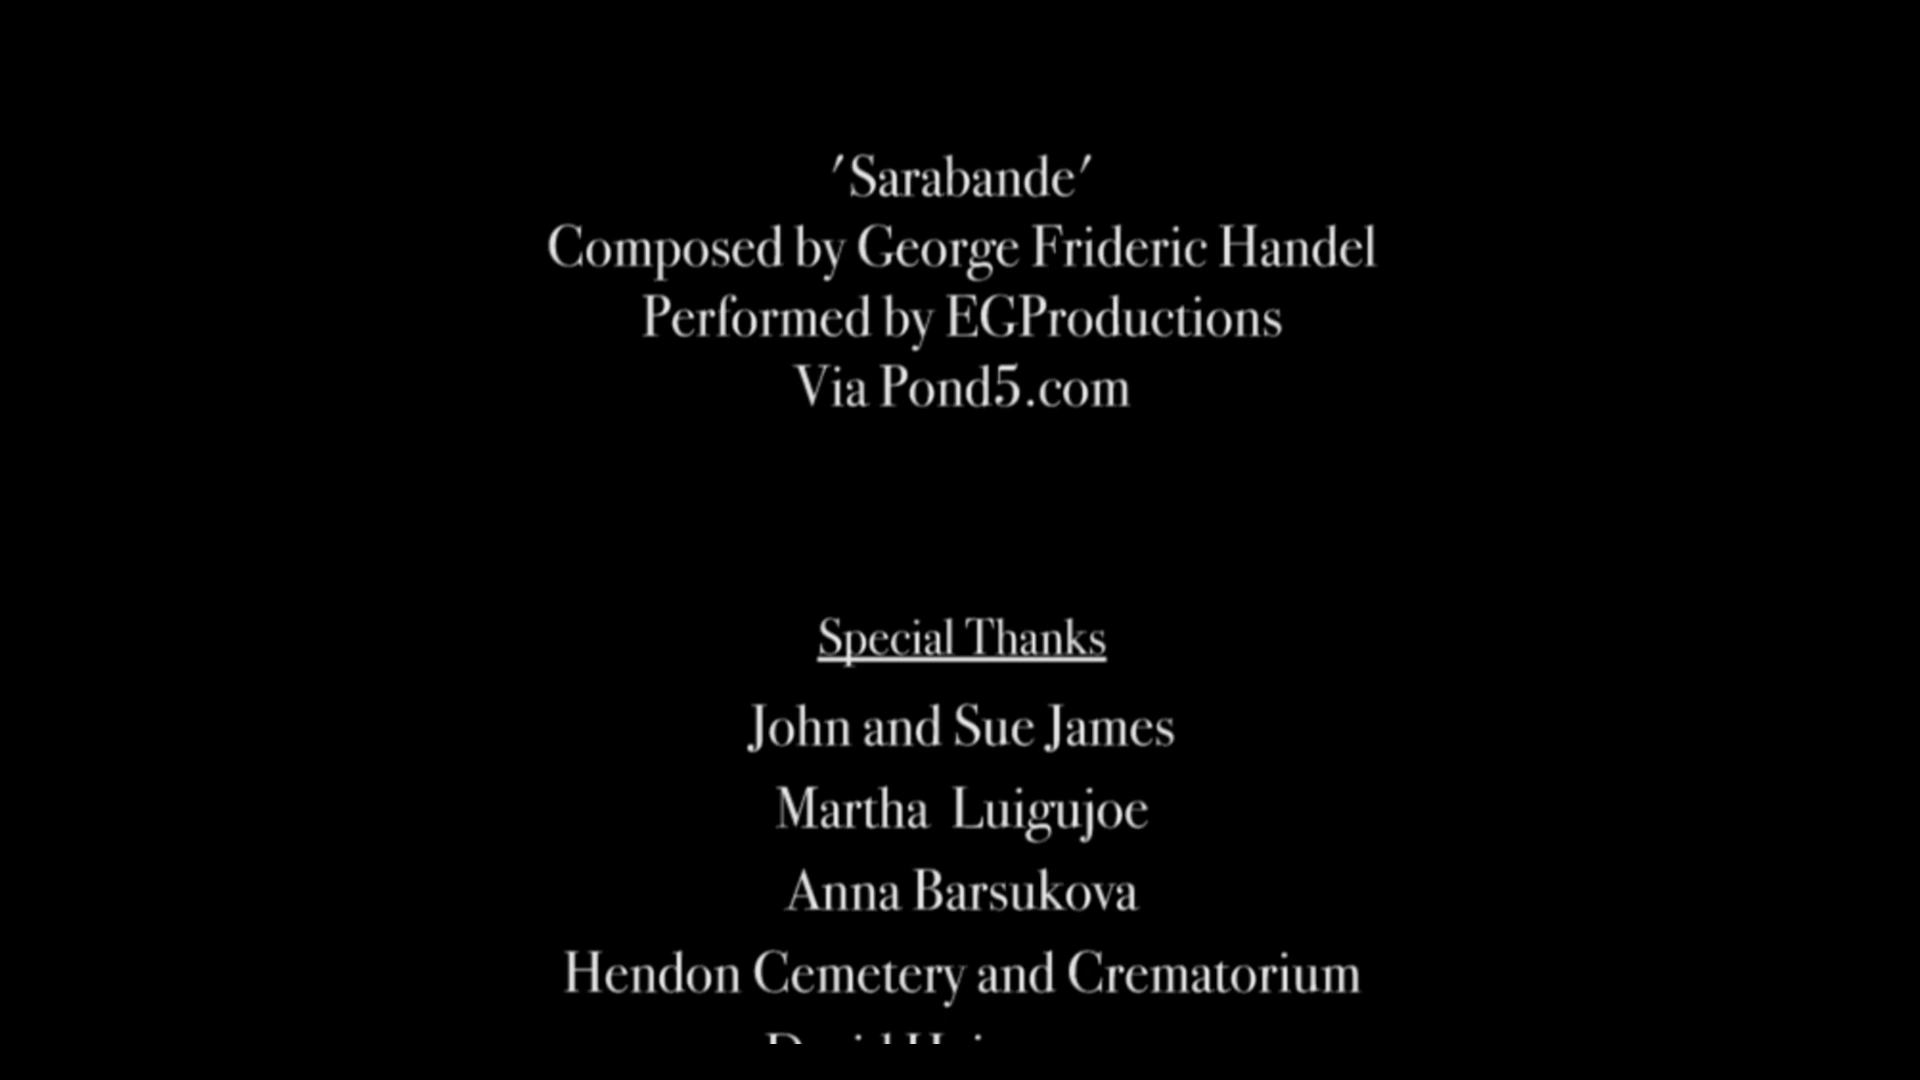 'Sarabande'
Composed by George Frideric Handel
Performed by EGProductions
Via Pond5.com
Special Thanks
John and Sue James
Martha Luigujoe
Anna Barsukova
Hendon Cemetery and Crematorium